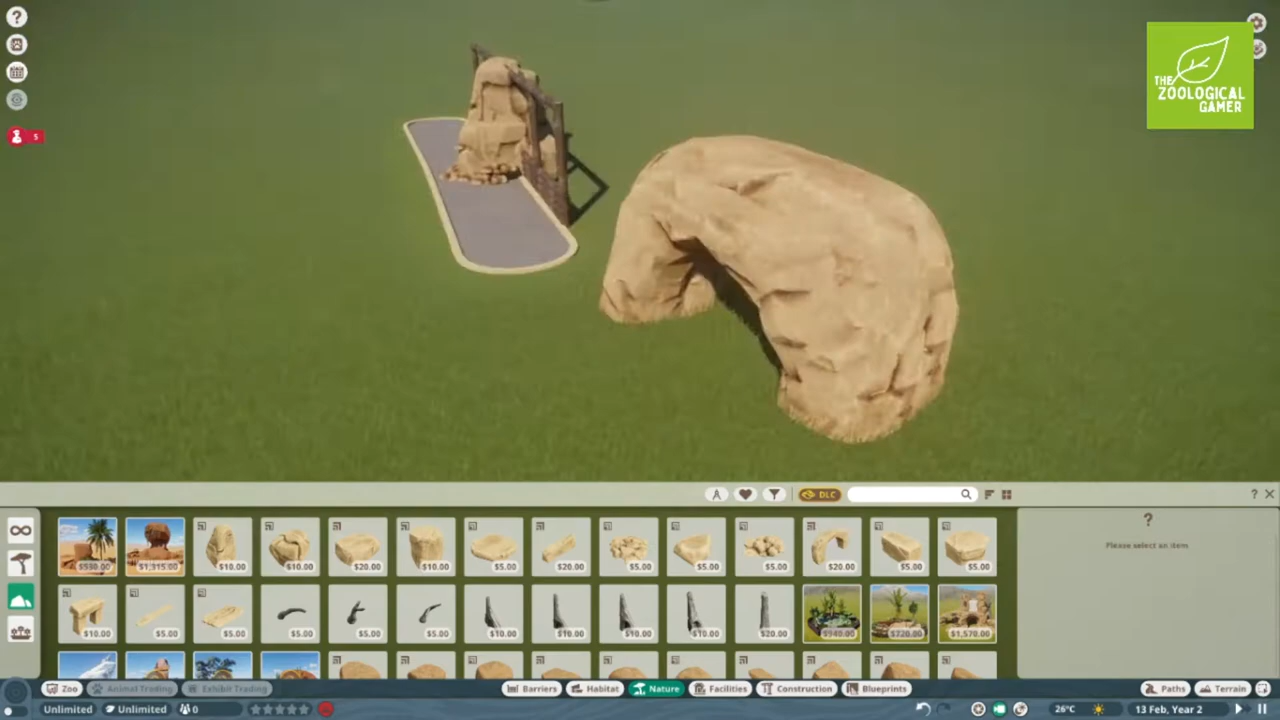 ?
5
THE
ZOOLOGICAL
GAMER
DLC
?
$550.00 $1,315.00 $10.00 $10.00 $20.00 $10.00 $5.00 $20.00 $5.00 $5.00 $5.00 $20.00 $5.00 $5.00
?
Please select an item
$10.00 $5.00 $5.00 $5.00 $5.00 $5.00 $10.00 $10.00 $10.00 $10.00 $20.00 $940.00 $720.00 $1,570.00
Zoo Animal Trading Exhibit Trading Barriers Habitat Nature Facilities Construction Blueprints Paths Terrain
Unlimited Unlimited 0 26°C 13 Feb, Year 2